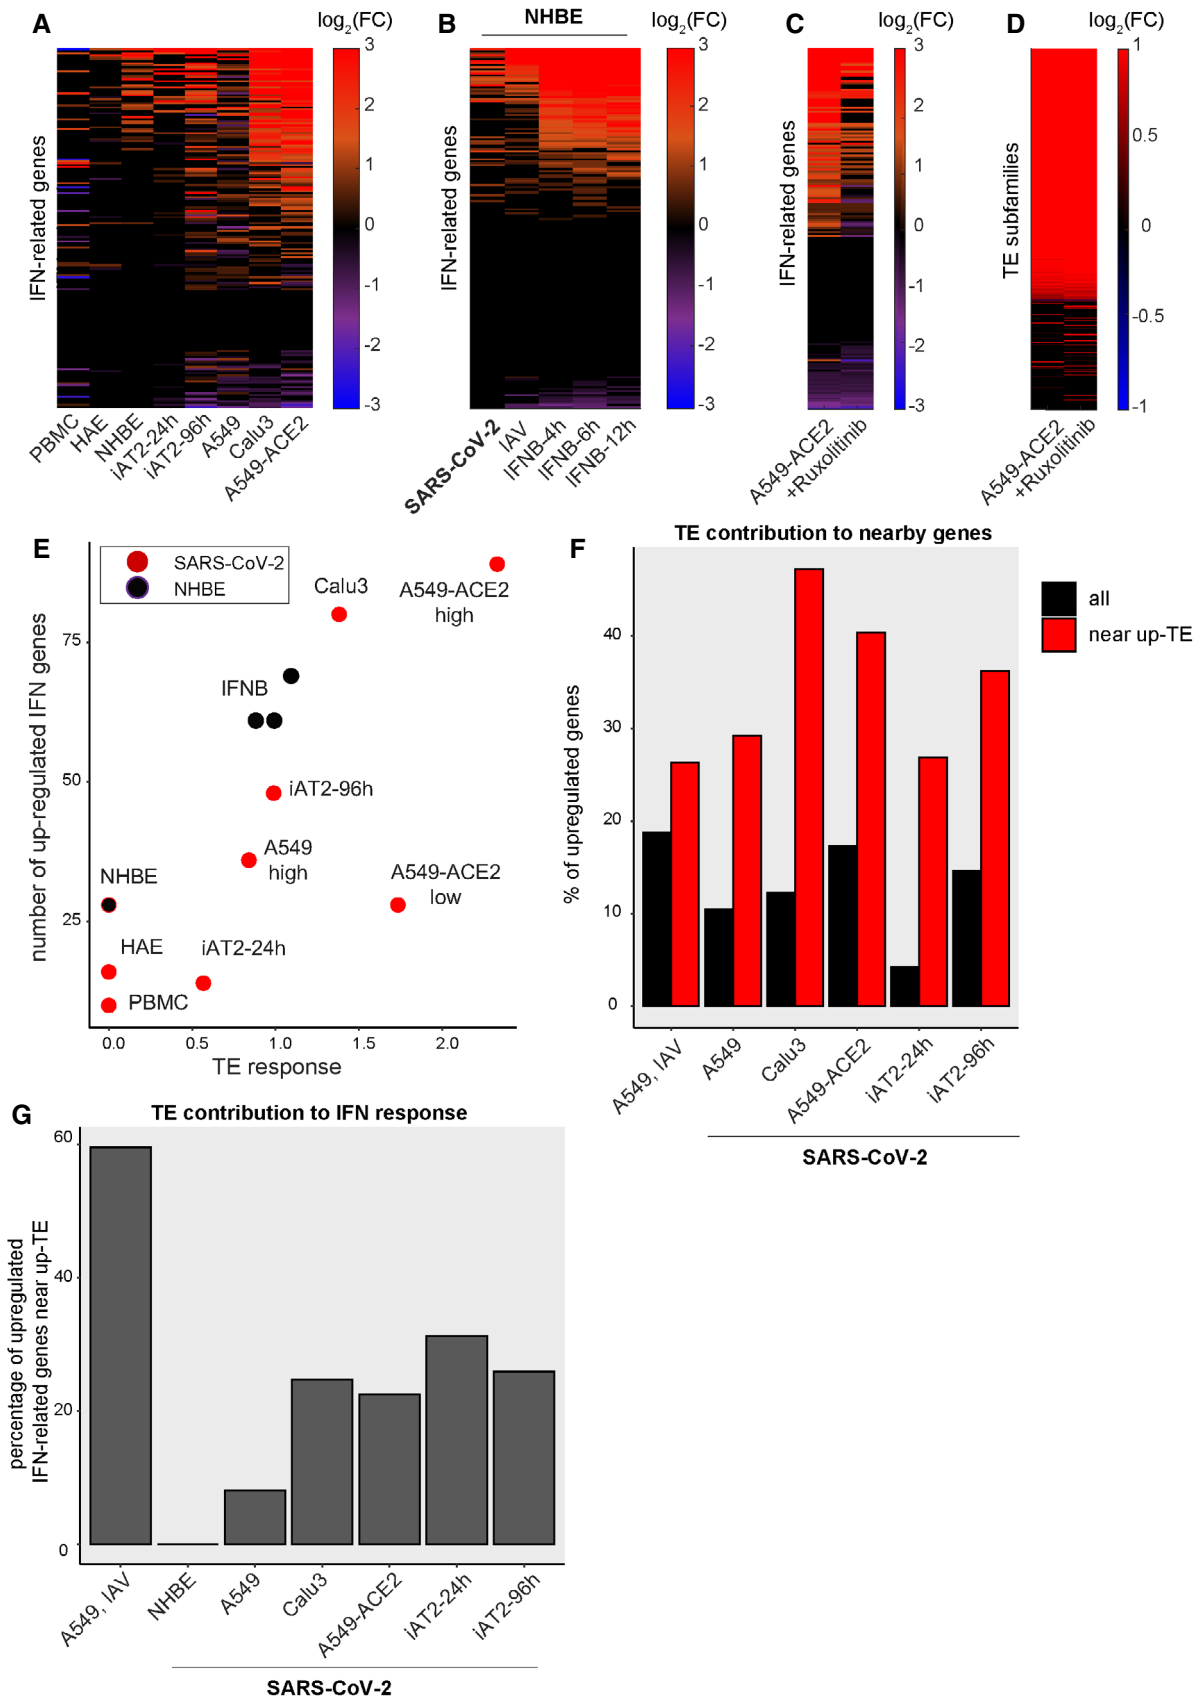 A
log2(FC)
3
2
1
0
-1
-2
-3
IFN-related genes
PBMC
HAE
NHBE
iAT2-24h
iAT2-96h
A549
Calu3
A549-ACE2
B
NHBE
log2(FC)
3
2
1
0
-1
-2
-3
IFN-related genes
SARS-CoV-2
IAV
IFNB-4h
IFNB-6h
IFNB-12h
C
log2(FC)
3
2
1
0
-1
-2
-3
IFN-related genes
A549-ACE2
+Ruxolitinib
D
log2(FC)
1
0.5
0
-0.5
-1
TE subfamilies
A549-ACE2
+Ruxolitinib
E
SARS-CoV-2
NHBE
number of up-regulated IFN genes
75
50
25
Calu3
A549-ACE2
high
IFNB
iAT2-96h
A549
high
A549-ACE2
low
NHBE
HAE
iAT2-24h
PBMC
0.0
0.5
1.0
1.5
2.0
TE response
F
TE contribution to nearby genes
% of upregulated genes
40
30
20
10
0
all
near up-TE
A549, IAV
A549
Calu3
A549-ACE2
iAT2-24h
iAT2-96h
SARS-CoV-2
G
TE contribution to IFN response
percentage of upregulated
IFN-related genes near up-TE
60
40
20
0
A549, IAV
NHBE
A549
Calu3
A549-ACE2
iAT2-24h
iAT2-96h
SARS-CoV-2